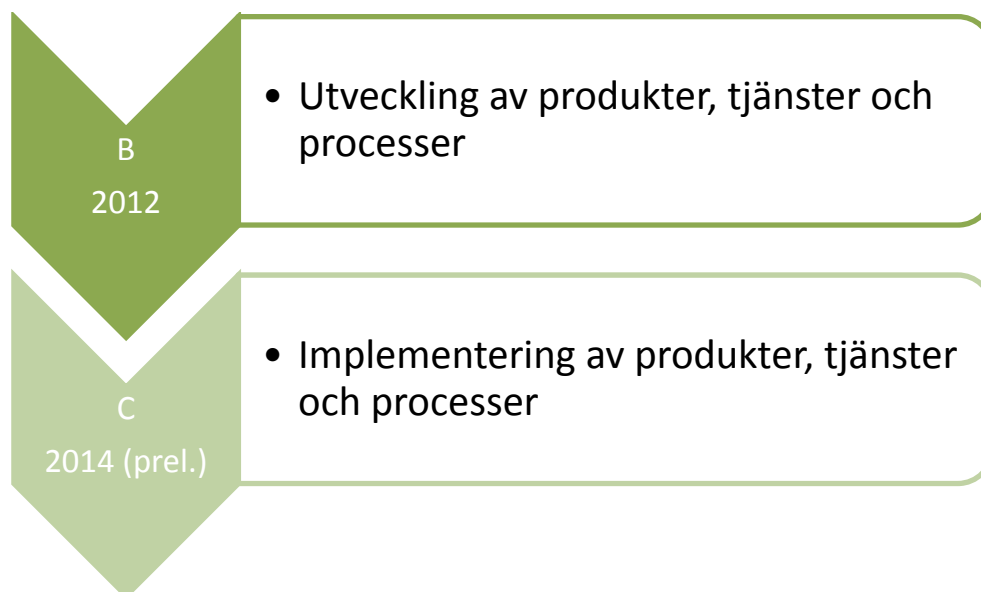 B
2012
• Utveckling av produkter, tjänster och
processer
C
2014 (prel.)
• Implementering av produkter, tjänster
och processer